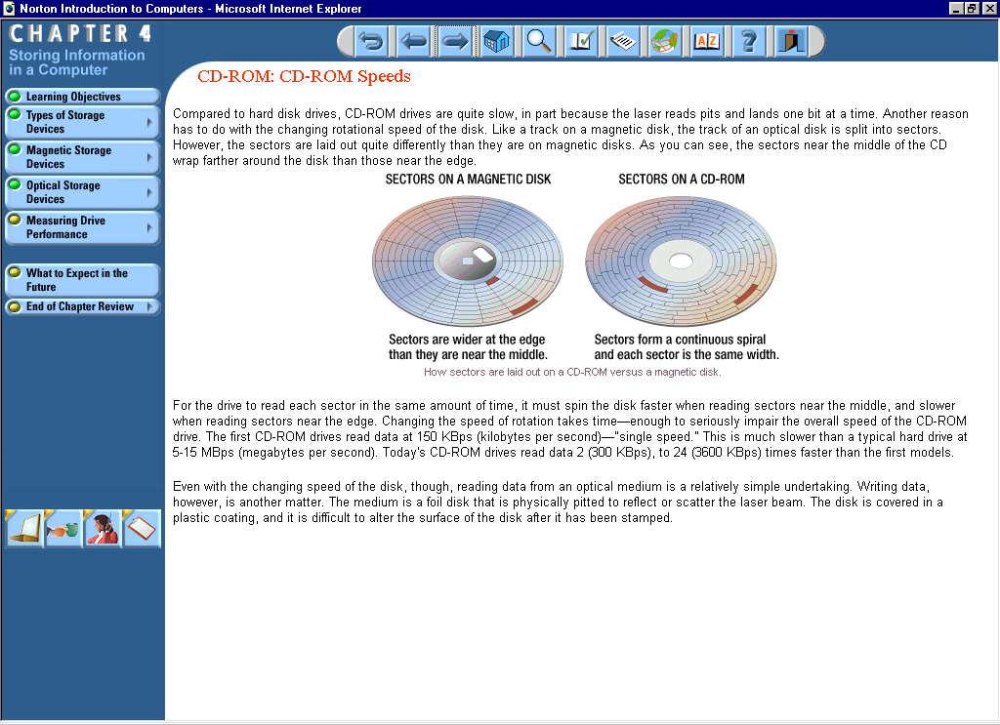 Norton Introduction to Computers - Microsoft Internet Explorer
CHAPTER 4
Storing Information
in a Computer
Learning Objectives
Types of Storage
Devices
Magnetic Storage
Devices
Optical Storage
Devices
Measuring Drive
Performance
What to Expect in the
Future
End of Chapter Review
A Z
?
CD-ROM: CD-ROM Speeds
Compared to hard disk drives, CD-ROM drives are quite slow, in part because the laser reads pits and lands one bit at a time. Another reason
has to do with the changing rotational speed of the disk. Like a track on a magnetic disk, the track of an optical disk is split into sectors.
However, the sectors are laid out quite differently than they are on magnetic disks. As you can see, the sectors near the middle of the CD
wrap farther around the disk than those near the edge.
SECTORS ON A MAGNETIC DISK
SECTORS ON A CD-ROM
Sectors are wider at the edge
than they are near the middle.
Sectors form a continuous spiral
and each sector is the same width.
How sectors are laid out on a CD-ROM versus a magnetic disk.
For the drive to read each sector in the same amount of time, it must spin the disk faster when reading sectors near the middle, and slower
when reading sectors near the edge. Changing the speed of rotation takes time—enough to seriously impair the overall speed of the CD-ROM
drive. The first CD-ROM drives read data at 150 KBps (kilobytes per second)—"single speed." This is much slower than a typical hard drive at
5-15 MBps (megabytes per second). Today's CD-ROM drives read data 2 (300 KBps), to 24 (3600 KBps) times faster than the first models.
Even with the changing speed of the disk, though, reading data from an optical medium is a relatively simple undertaking. Writing data,
however, is another matter. The medium is a foil disk that is physically pitted to reflect or scatter the laser beam. The disk is covered in a
plastic coating, and it is difficult to alter the surface of the disk after it has been stamped.